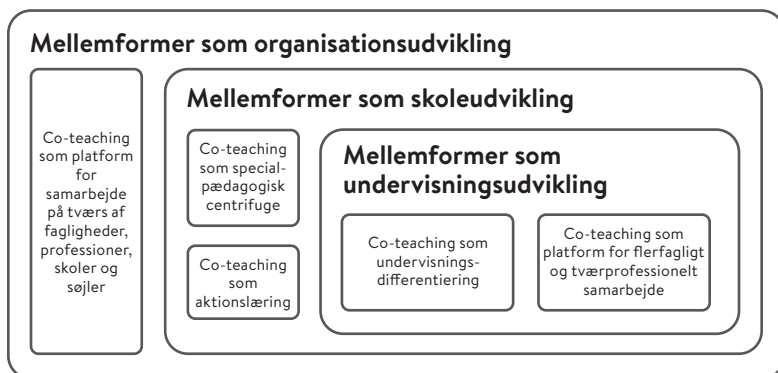 Mellemformer som organisationsudvikling
Co-teaching
som platform
for
samarbejde
på tværs af
fagligheder,
professioner,
skoler og
søjler
Mellemformer som skoleudvikling
Co-teaching
som special-
pædagogisk
centrifuge
Co-teaching
som
aktionslæring
Mellemformer som
undervisningsudvikling
Co-teaching som
undervisnings-
differentiering
Co-teaching som
platform for flerfagligt
og tværprofessionelt
samarbejde